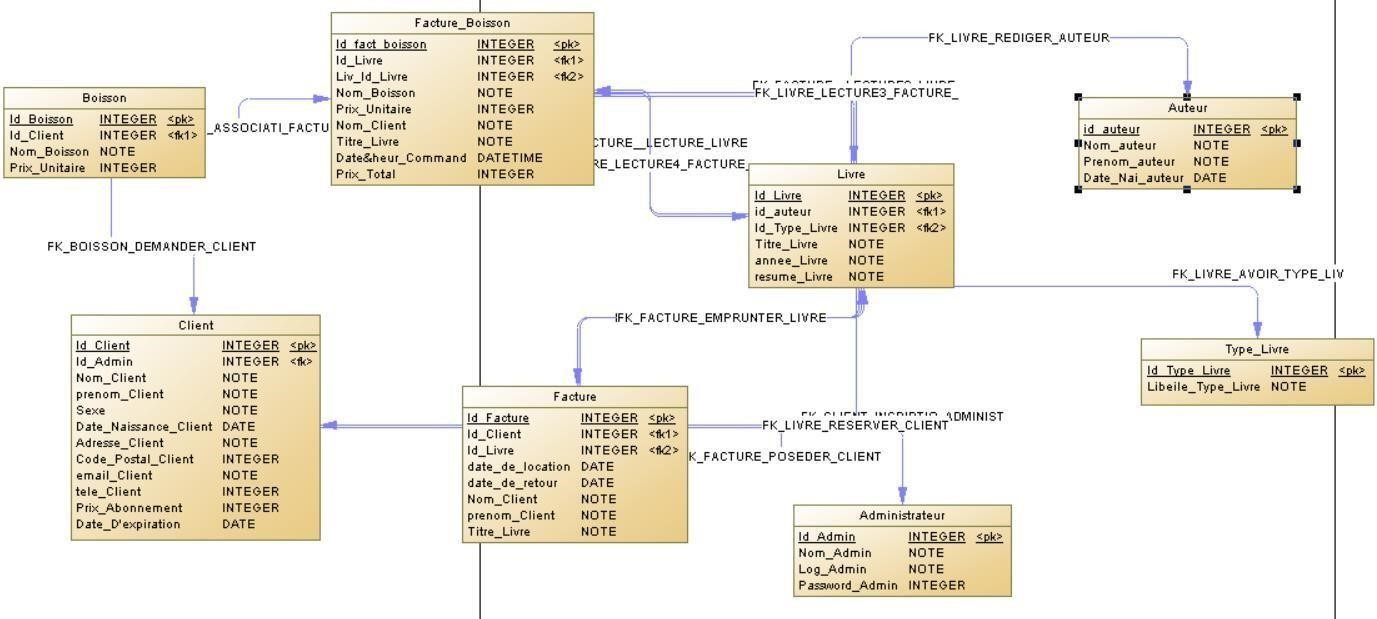 Facture_Boisson
Id_fact_boisson INTEGER <pk>
Id_Livre INTEGER <fk1>
Liv_Id_Livre INTEGER <fk2>
Nom_Boisson NOTE
Prix_Unitaire INTEGER
Nom_Client NOTE
Titre_Livre NOTE
Date&heur_Command DATETIME
Prix_Total INTEGER
Boisson
Id_Boisson INTEGER <pk>
Id_Client INTEGER <fk1>
Nom_Boisson NOTE
Prix_Unitaire INTEGER
_ASSOCIATI_FACTU
FK_LIVRE_REDIGER_AUTEUR
FK_LIVRE_LECTURE3_FACTURE_
CTURE__LECTURE_LIVRE
RE_LECTURE4_FACTURE_
Auteur
id_auteur INTEGER <pk>
Nom_auteur NOTE
Prenom_auteur NOTE
Date_Nai_auteur DATE
Livre
Id_Livre INTEGER <pk>
id_auteur INTEGER <fk1>
Id_Type_Livre INTEGER <fk2>
Titre_Livre NOTE
annee_Livre NOTE
resume_Livre NOTE
FK_BOISSON_DEMANDER_CLIENT
FK_LIVRE_AVOIR_TYPE_LIV
FK_FACTURE_EMPRUNTER_LIVRE
Client
Id_Client INTEGER <pk>
Id_Admin INTEGER <fk>
Nom_Client NOTE
prenom_Client NOTE
Sexe NOTE
Date_Naissance_Client DATE
Adresse_Client NOTE
Code_Postal_Client INTEGER
email_Client NOTE
tele_Client INTEGER
Prix_Abonnement INTEGER
Date_D'expiration DATE
Type_Livre
Id_Type_Livre INTEGER <pk>
Libeile_Type_Livre NOTE
Facture
Id_Facture INTEGER <pk>
Id_Client INTEGER <fk1>
Id_Livre INTEGER <fk2>
date_de_location DATE
date_de_retour DATE
Nom_Client NOTE
prenom_Client NOTE
Titre_Livre NOTE
FK_LIVRE_RESERVER_CLIENT
K_FACTURE_POSEDER_CLIENT
Administrateur
Id_Admin INTEGER <pk>
Nom_Admin NOTE
Log_Admin NOTE
Password_Admin INTEGER